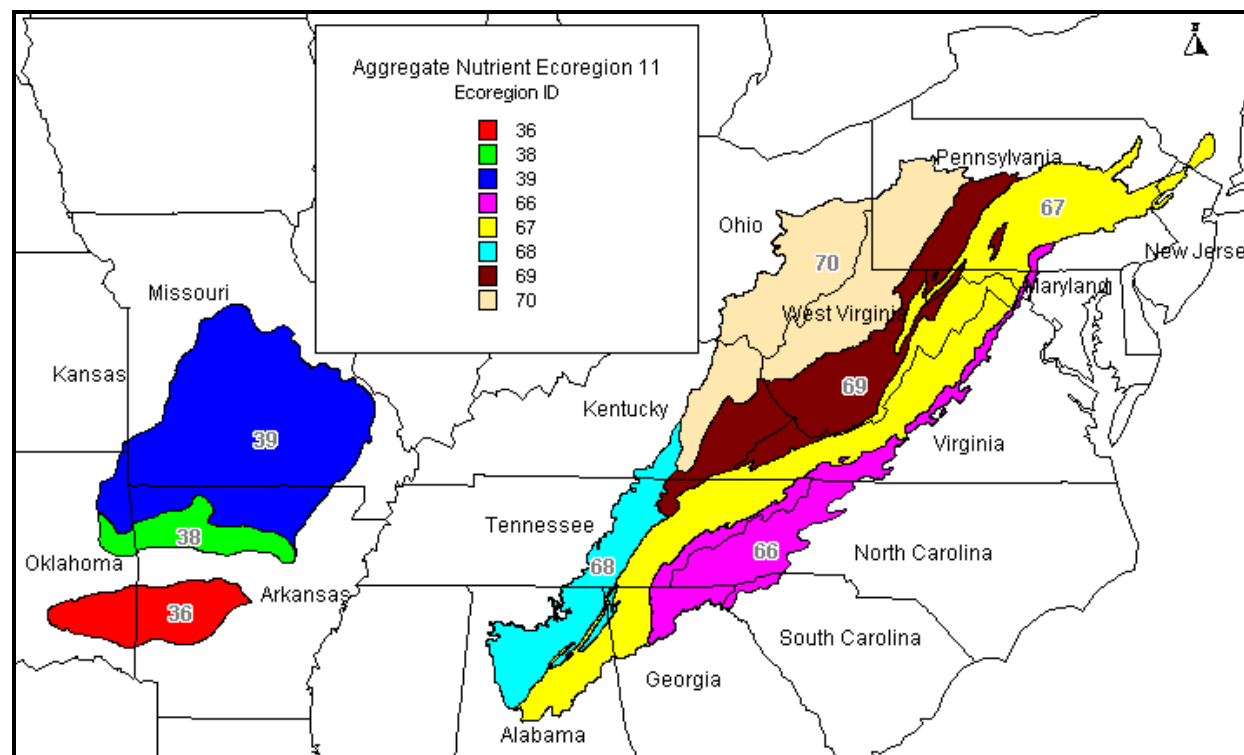 Aggregate Nutrient Ecoregion 11
Ecoregion ID
36
38
39
66
67
68
69
70
N
Pennsylvania
67
Ohio
New Jerse
70
Maryland
Missouri
West Virginia
Kansas
69
Kentucky
39
Virginia
Tennessee
38
North Carolina
66
Oklahoma
68
Arkansas
36
South Carolina
Georgia
Alabama